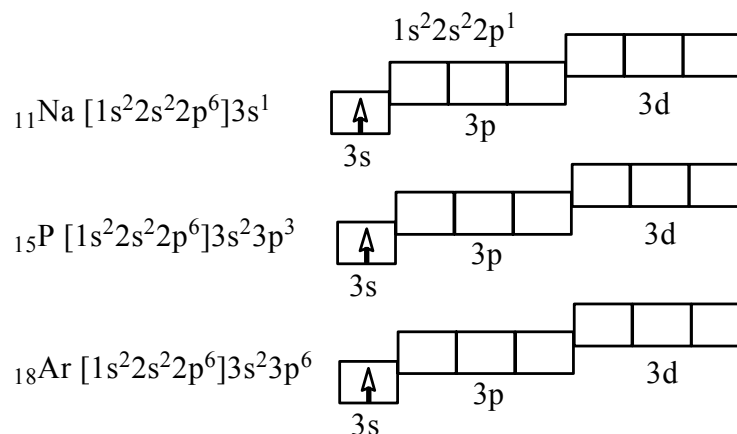 1s²2s²2p¹
₁₁Na [1s²2s²2p⁶]3s¹
3s
3p
3d
₁₅P [1s²2s²2p⁶]3s²3p³
3s
3p
3d
₁₈Ar [1s²2s²2p⁶]3s²3p⁶
3s
3p
3d